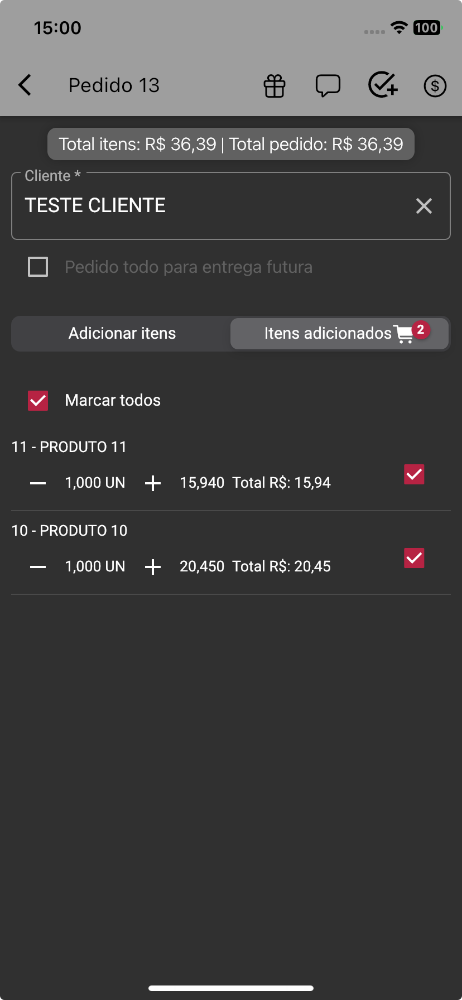 15:00
100
Pedido 13
$
Total itens: R$ 36,39 | Total pedido: R$ 36,39
Cliente *
TESTE CLIENTE
Pedido todo para entrega futura
Adicionar itens
Itens adicionados 2
Marcar todos
11 - PRODUTO 11
1,000 UN 15,940 Total R$: 15,94
10 - PRODUTO 10
1,000 UN 20,450 Total R$: 20,45